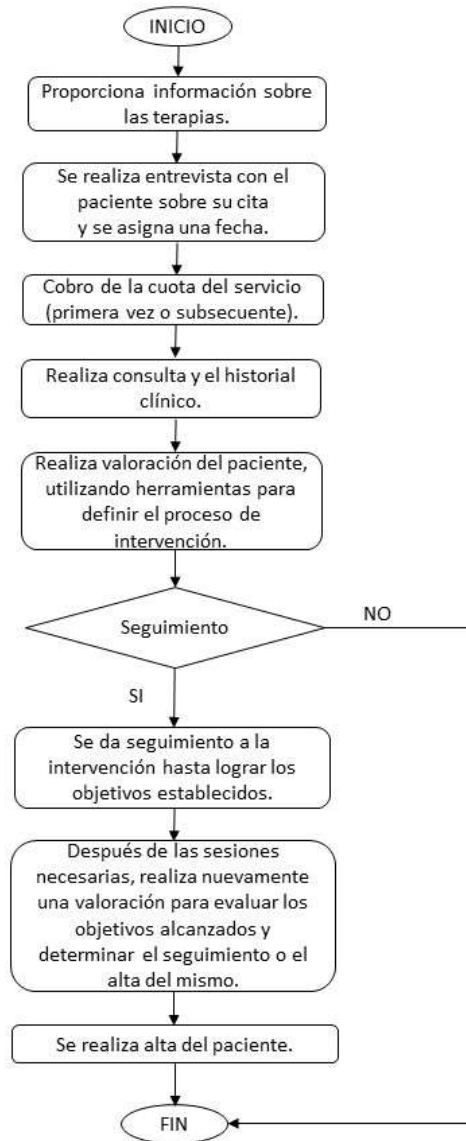 INICIO
Proporciona información sobre
las terapias.
Se realiza entrevista con el
paciente sobre su cita
y se asigna una fecha.
Cobro de la cuota del servicio
(primera vez o subsecuente).
Realiza consulta y el historial
clínico.
Realiza valoración del paciente,
utilizando herramientas para
definir el proceso de
intervención.
Seguimiento
NO
SI
Se da seguimiento a la
intervención hasta lograr los
objetivos establecidos.
Después de las sesiones
necesarias, realiza nuevamente
una valoración para evaluar los
objetivos alcanzados y
determinar el seguimiento o el
alta del mismo.
Se realiza alta del paciente.
FIN